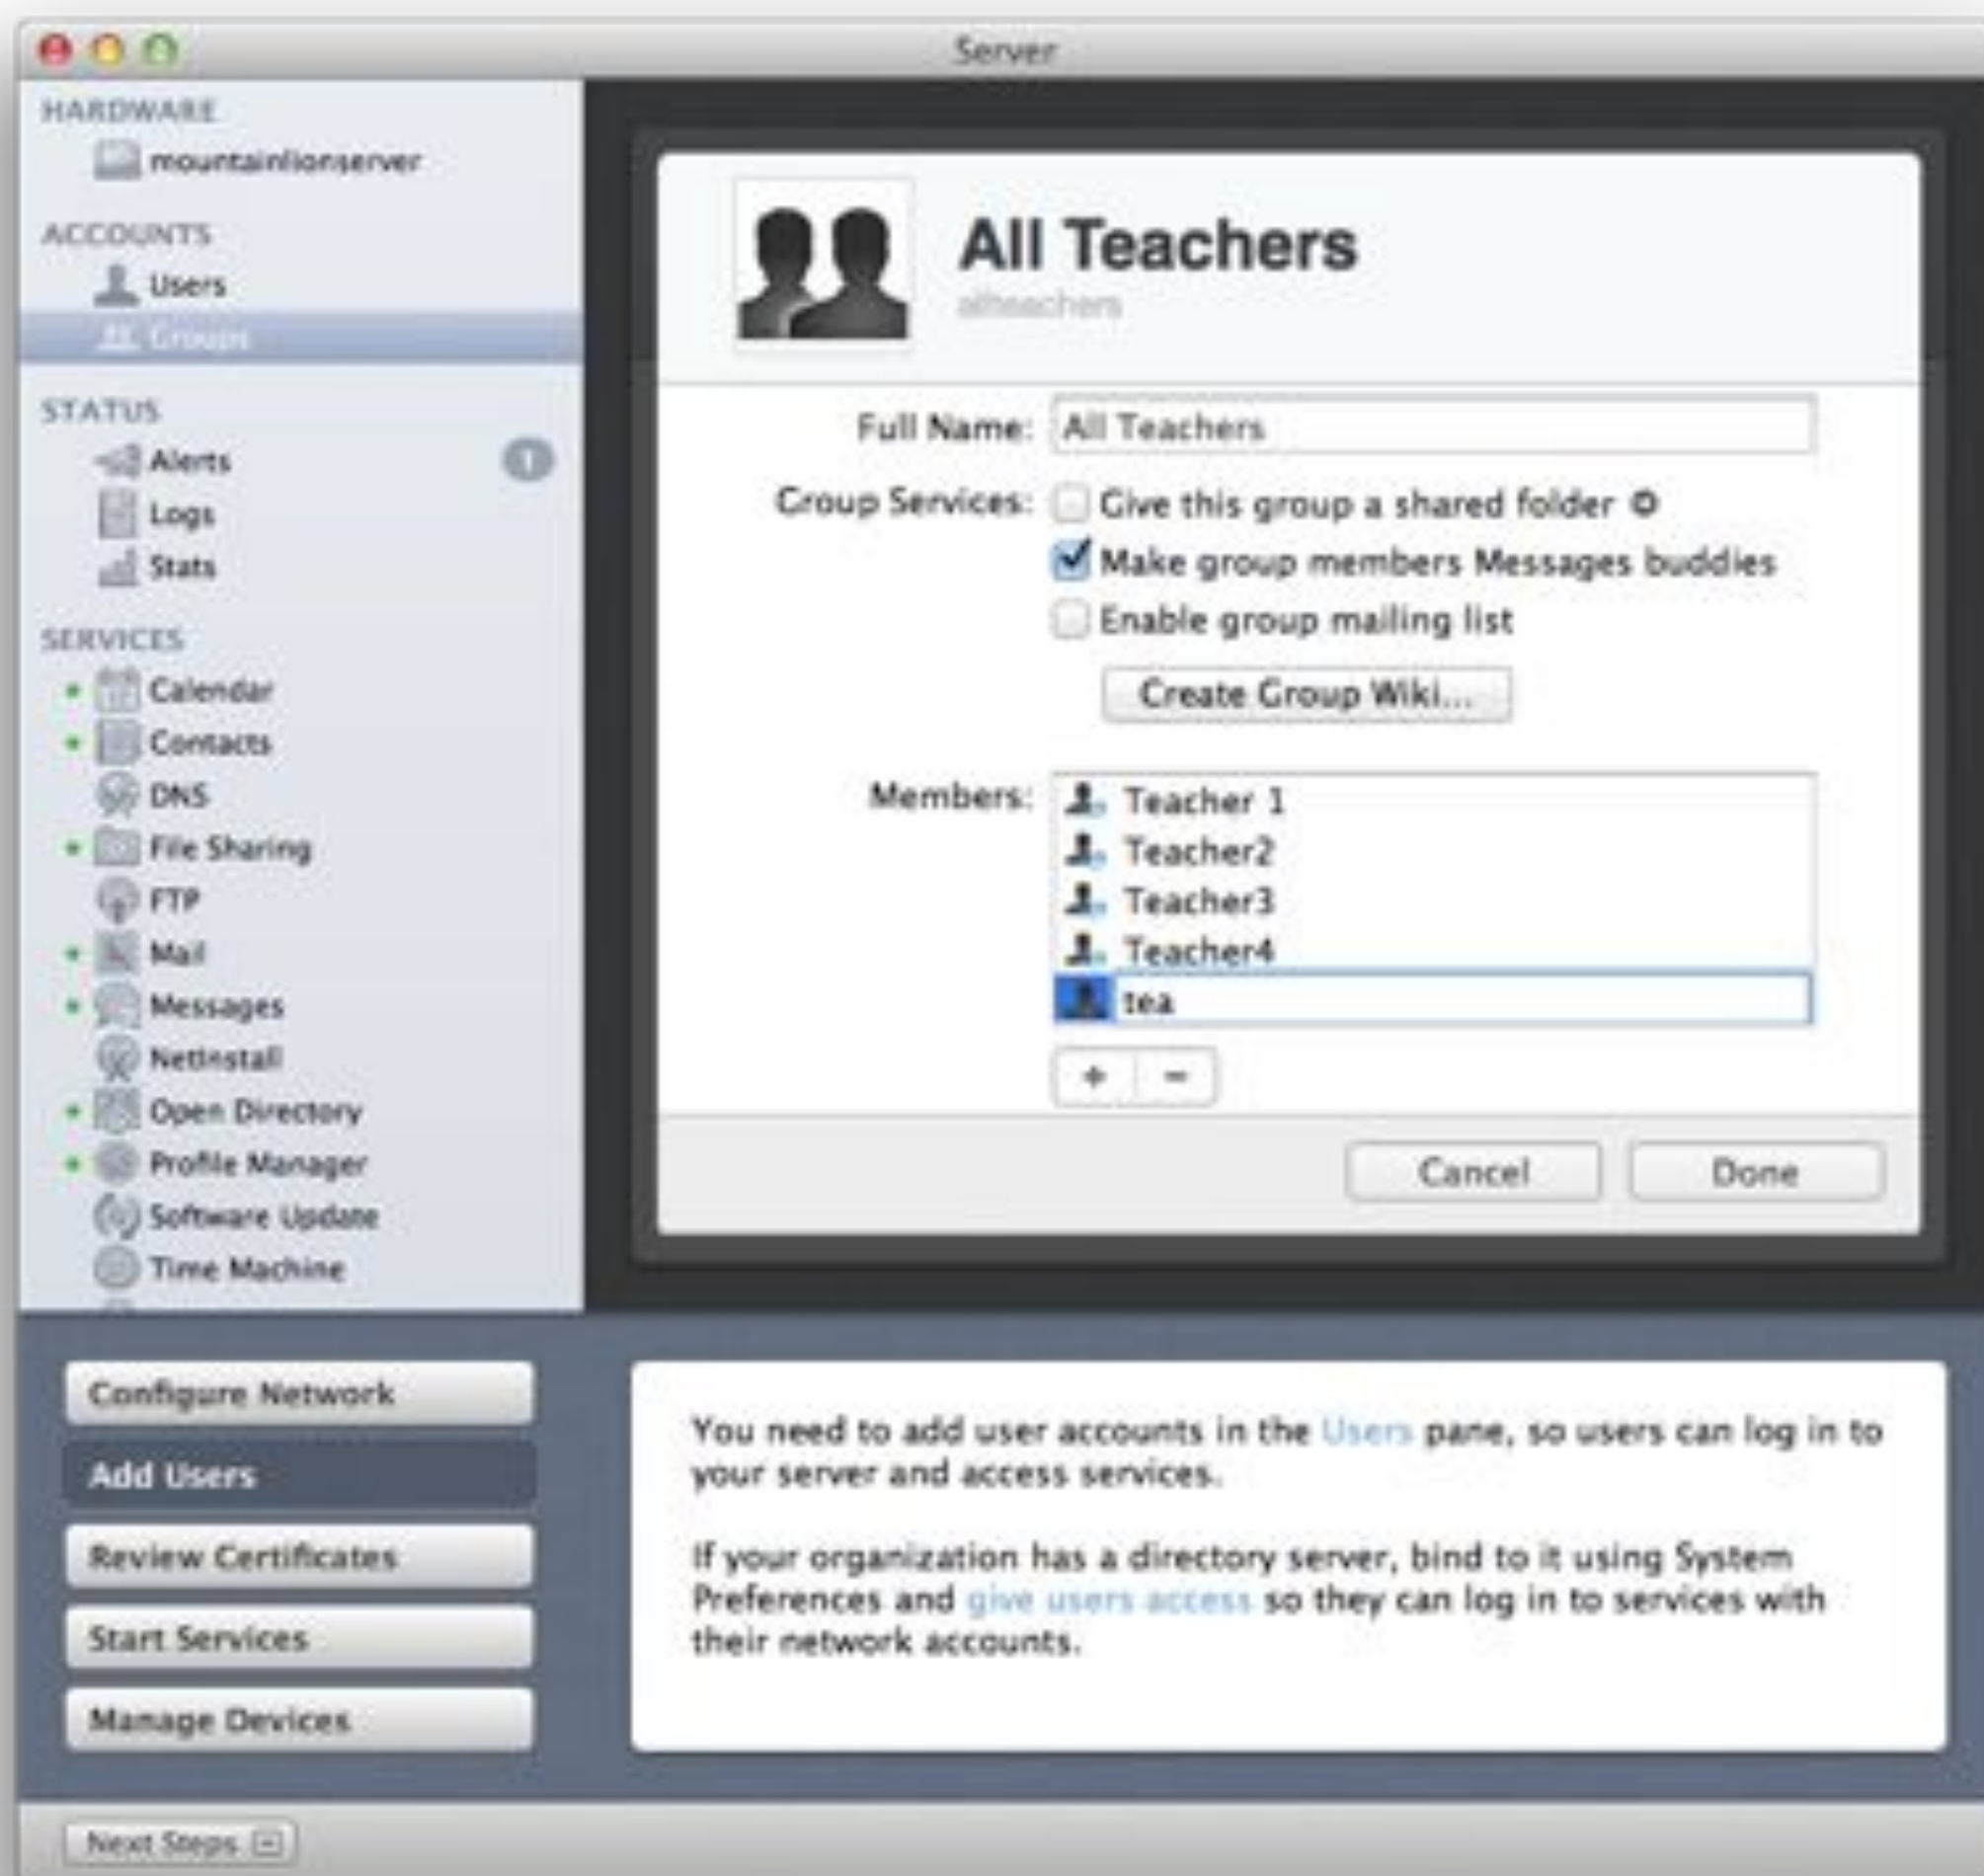 Server
HARDWARE
mountainlionserver
ACCOUNTS
Users
Groups
STATUS
Alerts 1
Logs
Stats
SERVICES
Calendar
Contacts
DNS
File Sharing
FTP
Mail
Messages
NetInstall
Open Directory
Profile Manager
Software Update
Time Machine
All Teachers
allteachers
Full Name: All Teachers
Group Services: Give this group a shared folder
Make group members Messages buddies
Enable group mailing list
Create Group Wiki...
Members: Teacher 1
Teacher2
Teacher3
Teacher4
tea
+ -
Cancel Done
Configure Network
Add Users
Review Certificates
Start Services
Manage Devices
You need to add user accounts in the Users pane, so users can log in to
your server and access services.
If your organization has a directory server, bind to it using System
Preferences and give users access so they can log in to services with
their network accounts.
Next Steps